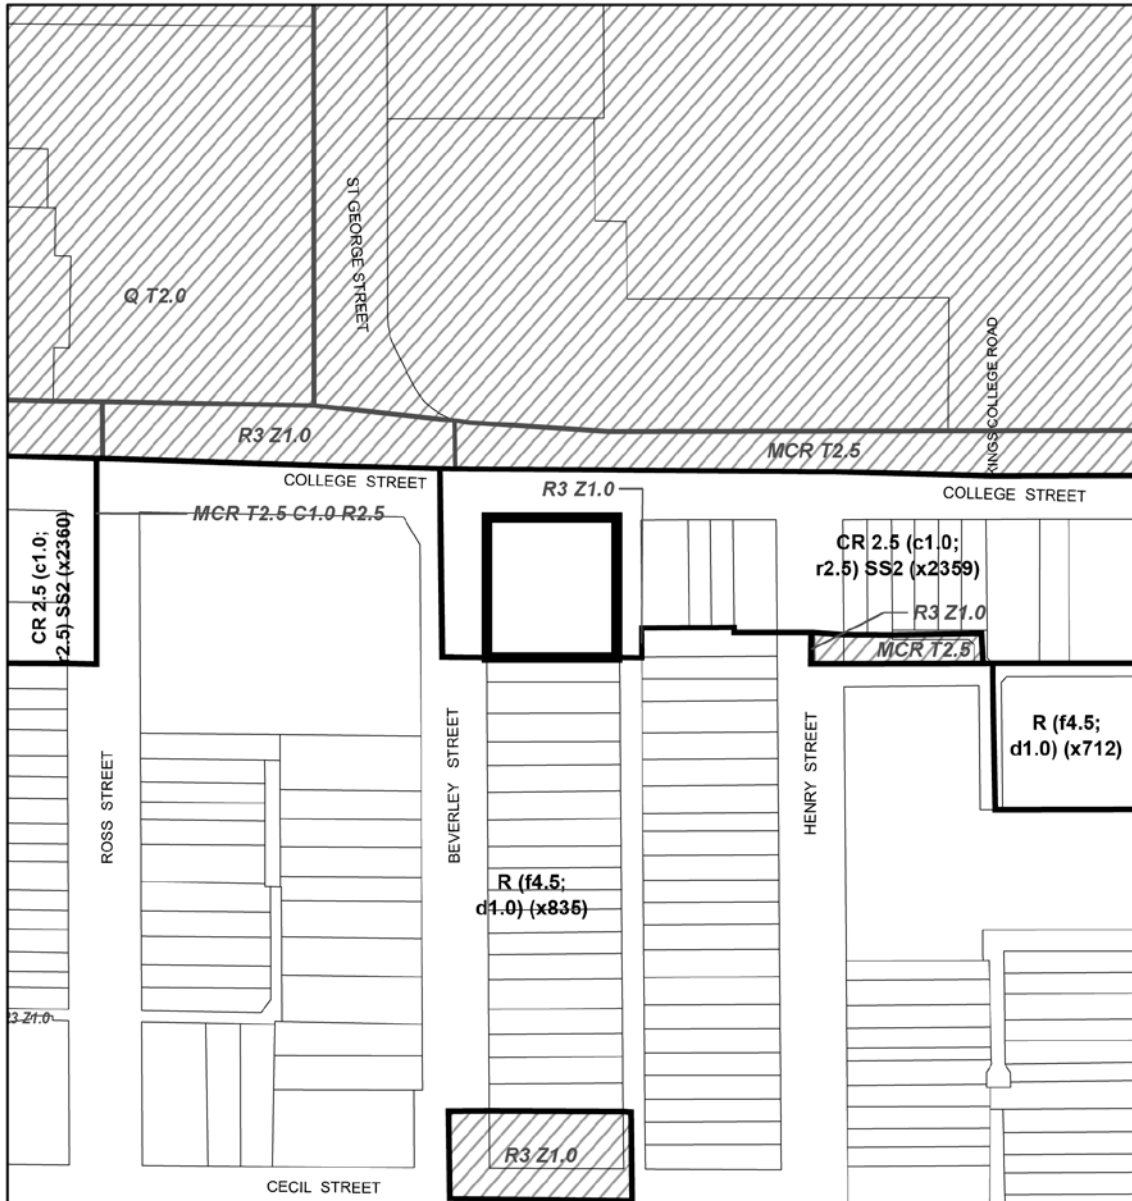 ST GEORGE STREET
Q T2.0
KINGS COLLEGE ROAD
R3 Z1.0
MCR T2.5
COLLEGE STREET
R3 Z1.0
COLLEGE STREET
MCR T2.5 C1.0 R2.5
CR 2.5 (c1.0;
r2.5) SS2 (x2360)
CR 2.5 (c1.0;
r2.5) SS2 (x2359)
R3 Z1.0
MCR T2.5
R (f4.5;
d1.0) (x712)
ROSS STREET
BEVERLEY STREET
HENRY STREET
R (f4.5;
d1.0) (x835)
R3 Z1.0
R3 Z1.0
CECIL STREET